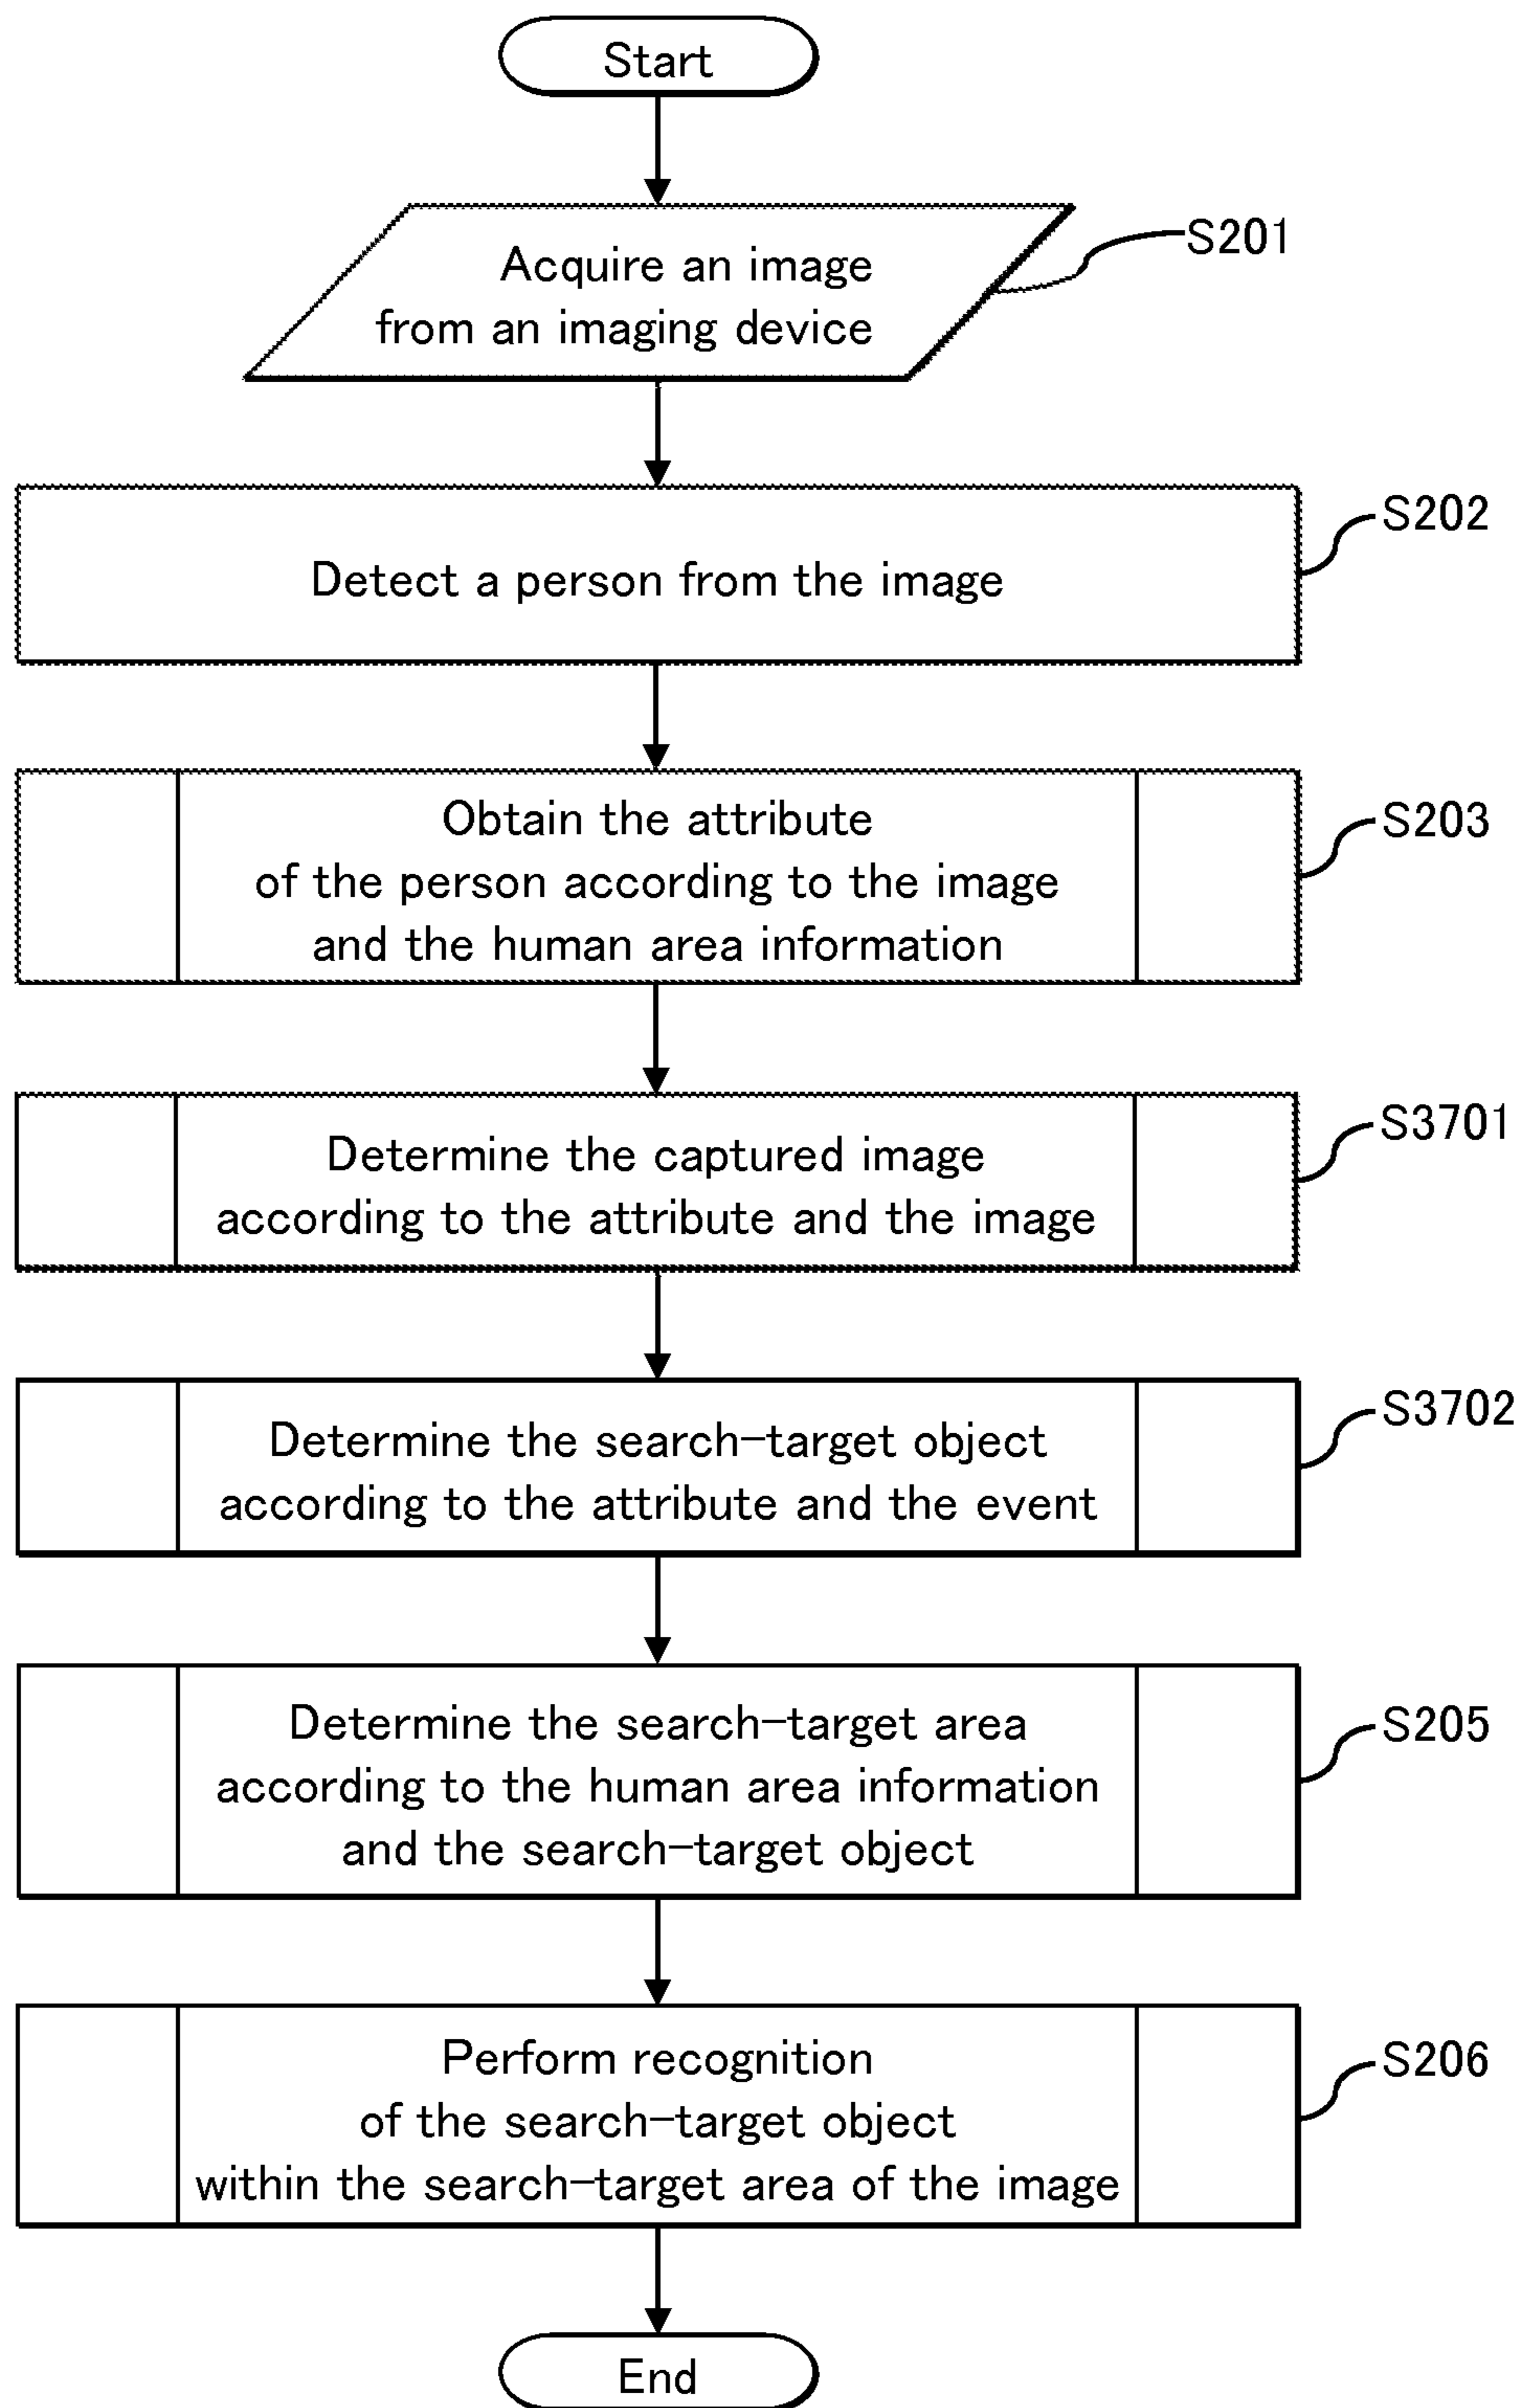 Start
Acquire an image
from an imaging device
S201
Detect a person from the image
S202
Obtain the attribute
of the person according to the image
and the human area information
S203
Determine the captured image
according to the attribute and the image
S3701
Determine the search-target object
according to the attribute and the event
S3702
Determine the search-target area
according to the human area information
and the search-target object
S205
Perform recognition
of the search-target object
within the search-target area of the image
S206
End